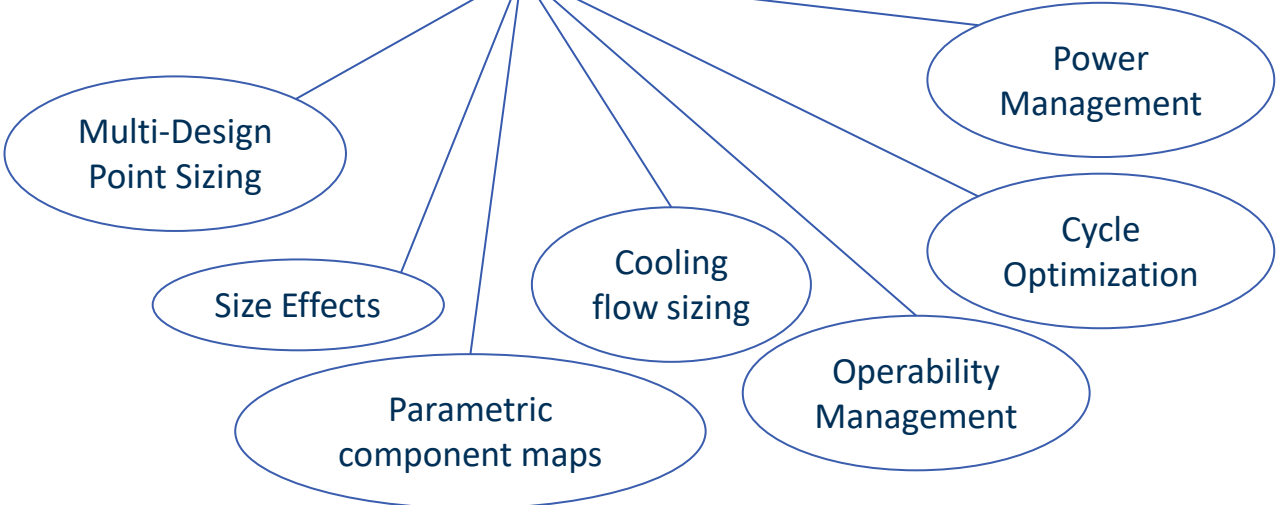 Power
Management
Multi-Design
Point Sizing
Cycle
Optimization
Cooling
flow sizing
Size Effects
Operability
Management
Parametric
component maps